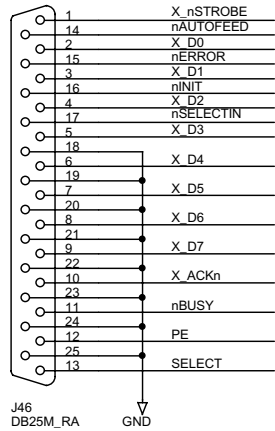 1 X_nSTROBE
14 nAUTOFEED
2 X_D0
15 nERROR
3 X_D1
16 nINIT
4 X_D2
17 nSELECTIN
5 X_D3
18
6 X_D4
19
7 X_D5
20
8 X_D6
21
9 X_D7
22
10 X_ACKn
23
11 nBUSY
24
12 PE
25
13 SELECT
J46
DB25M_RA GND